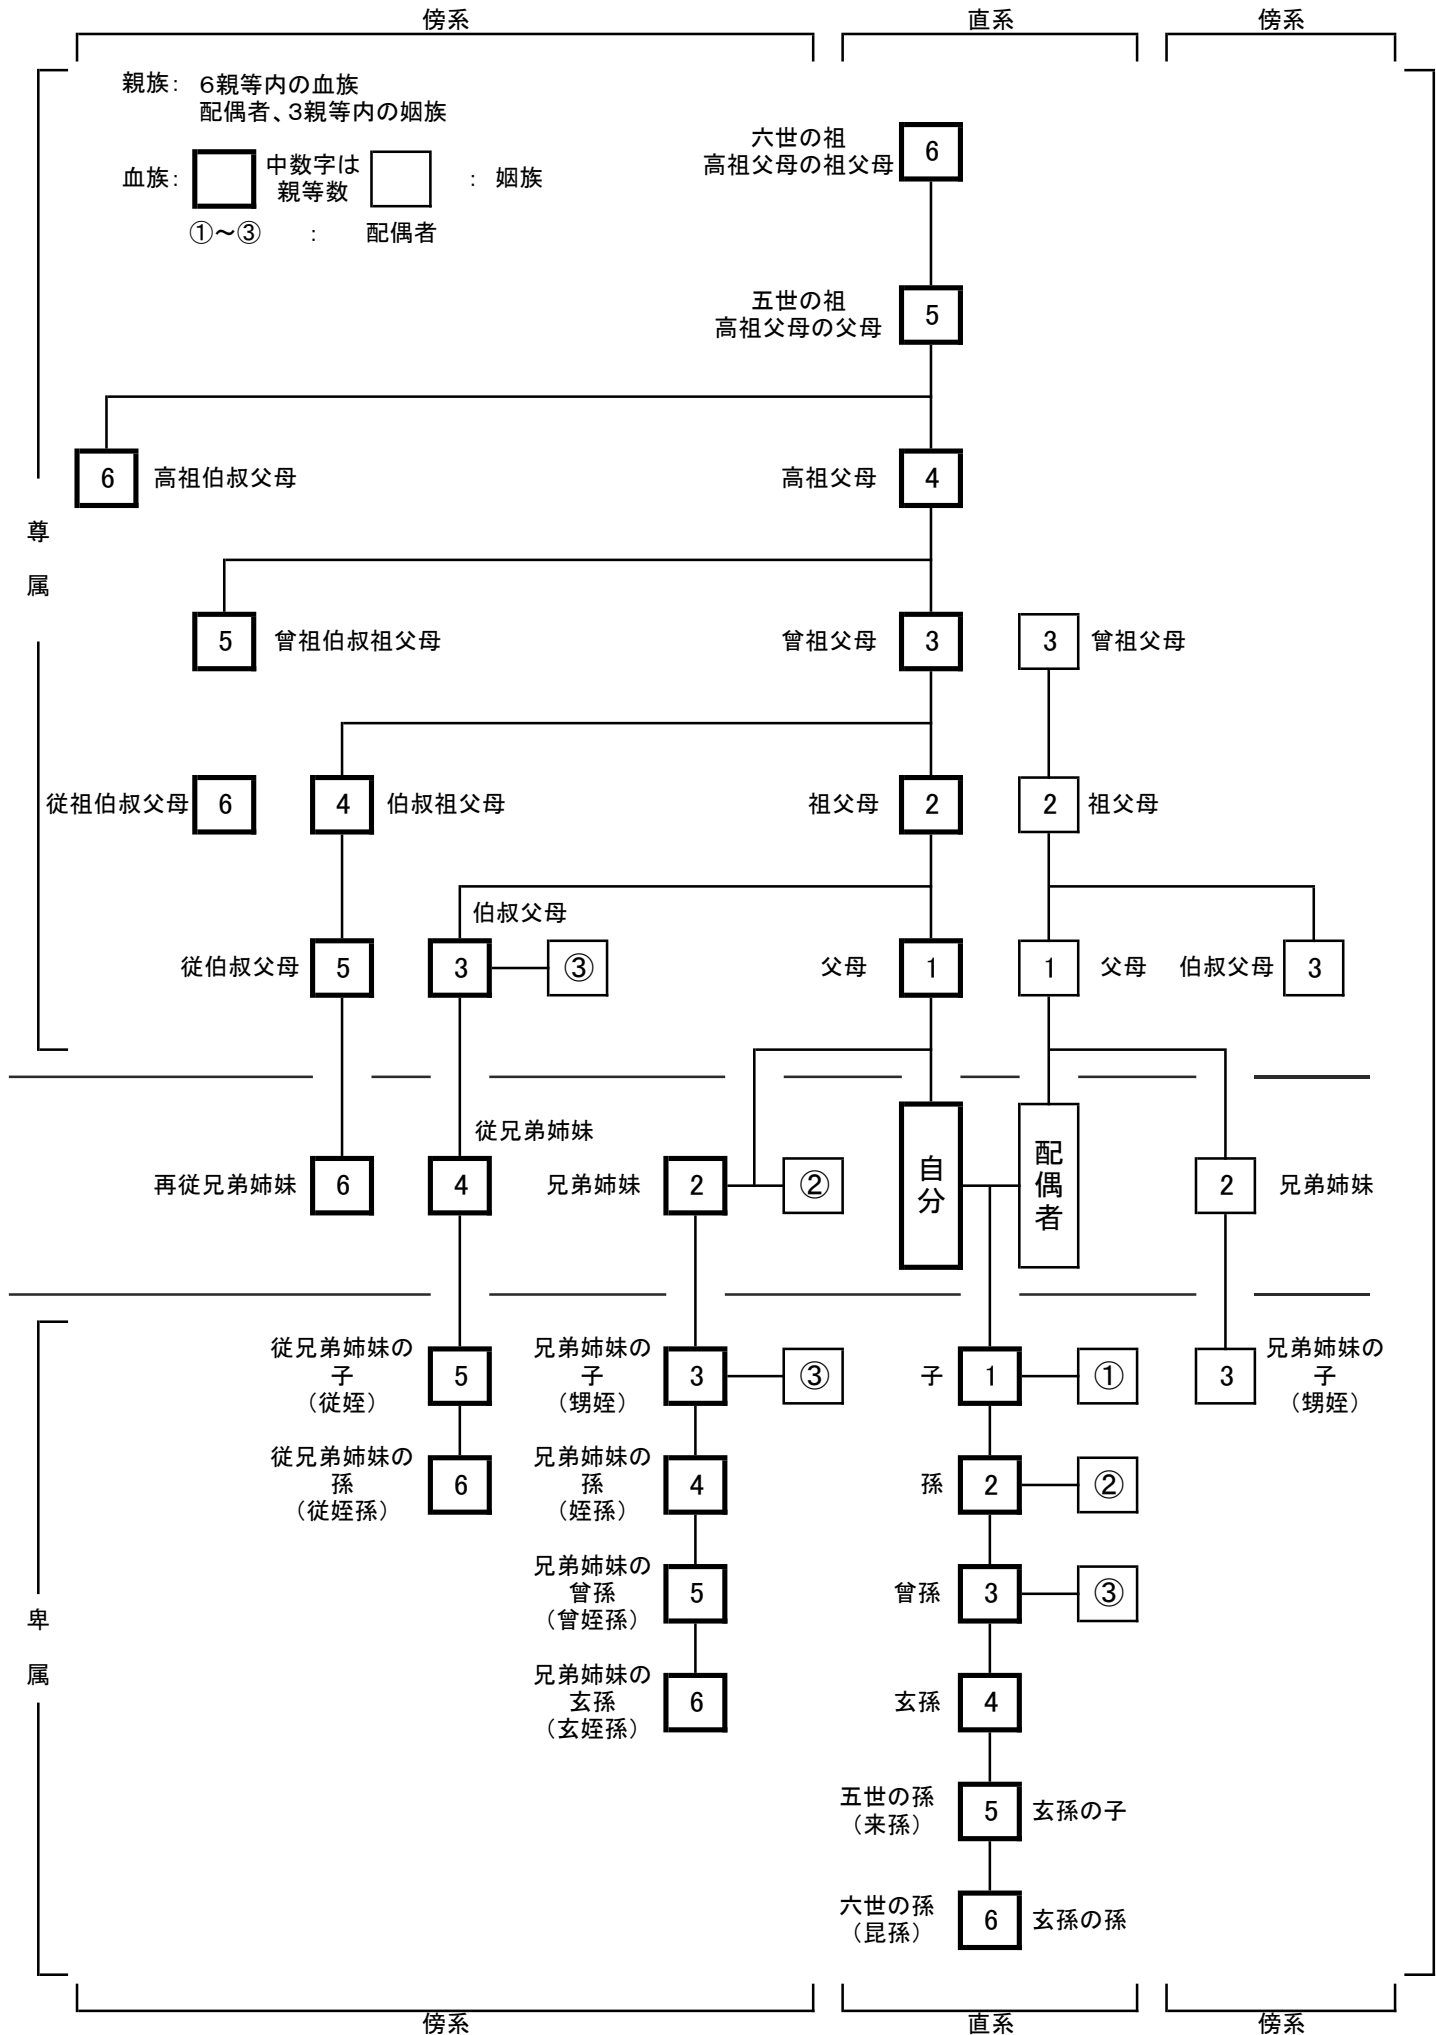 傍系
直系
傍系
親族: 6親等内の血族
配偶者、3親等内の姻族
血族:
中数字は
親等数
: 姻族
①～③ : 配偶者
六世の祖
高祖父母の祖父母
6
五世の祖
高祖父母の父母
5
6 高祖伯叔父母
高祖父母 4
尊
属
5 曾祖伯叔祖父母
曾祖父母 3
3 曾祖父母
従祖伯叔父母 6
4 伯叔祖父母
祖父母 2
2 祖父母
伯叔父母
従伯叔父母 5
3 ③
父母 1
1 父母
伯叔父母 3
従兄弟姉妹
再従兄弟姉妹 6
4
兄弟姉妹 2 ②
自分
配偶者
2 兄弟姉妹
従兄弟姉妹の
子
（従姪）
5
兄弟姉妹の
子
（甥姪）
3 ③
子 1 ①
3
兄弟姉妹の
子
（甥姪）
従兄弟姉妹の
孫
（従姪孫）
6
兄弟姉妹の
孫
（姪孫）
4
孫 2 ②
兄弟姉妹の
曾孫
（曾姪孫）
5
曾孫 3 ③
卑
属
兄弟姉妹の
玄孫
（玄姪孫）
6
玄孫 4
五世の孫
（来孫）
5 玄孫の子
六世の孫
（昆孫）
6 玄孫の孫
傍系
直系
傍系